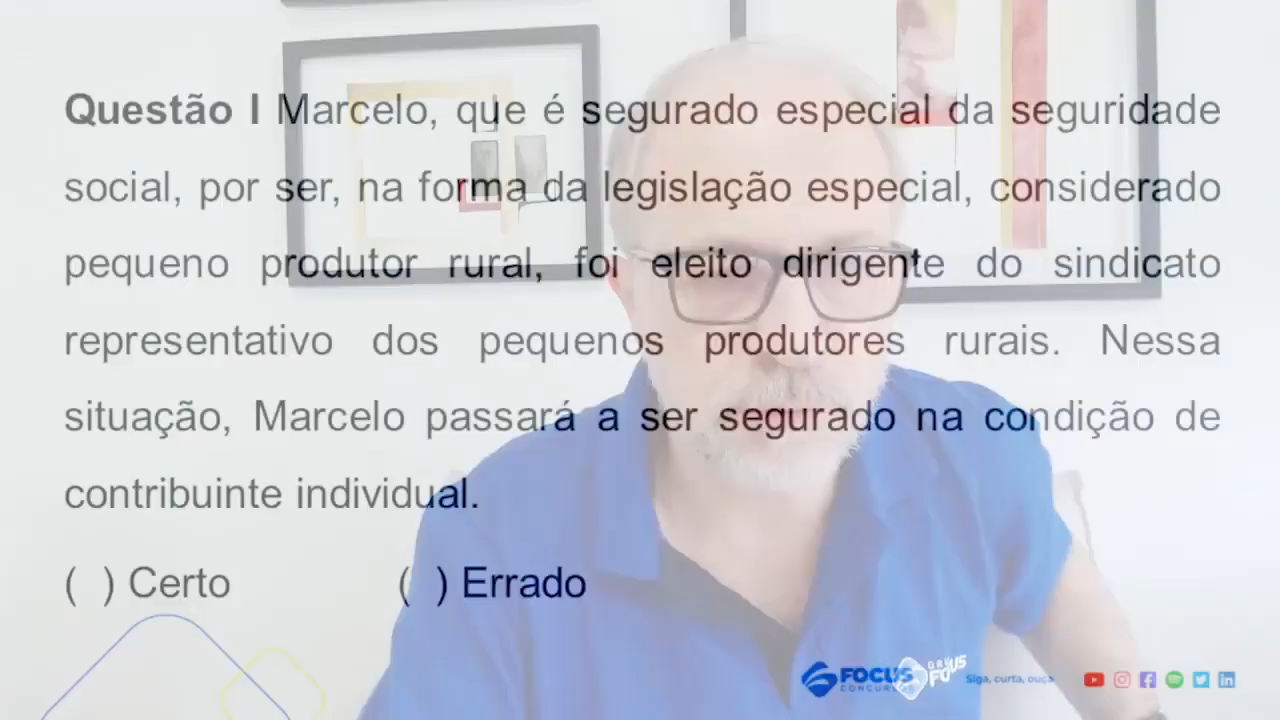 Questão I Marcelo, que é segurado especial da seguridade
social, por ser, na forma da legislação especial, considerado
pequeno produtor rural, foi eleito dirigente do sindicato
representativo dos pequenos produtores rurais. Nessa
situação, Marcelo passará a ser segurado na condição de
contribuinte individual.
( ) Certo ( ) Errado
FOCUS
Siga, curta, ouça